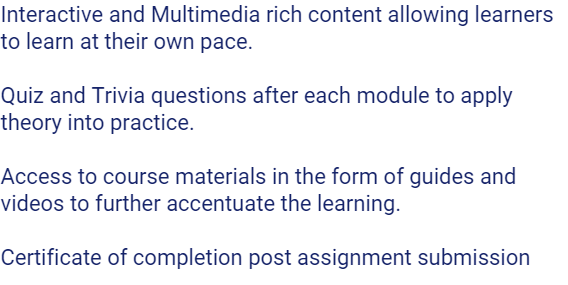 Interactive and Multimedia rich content allowing learners
to learn at their own pace.
Quiz and Trivia questions after each module to apply
theory into practice.
Access to course materials in the form of guides and
videos to further accentuate the learning.
Certificate of completion post assignment submission